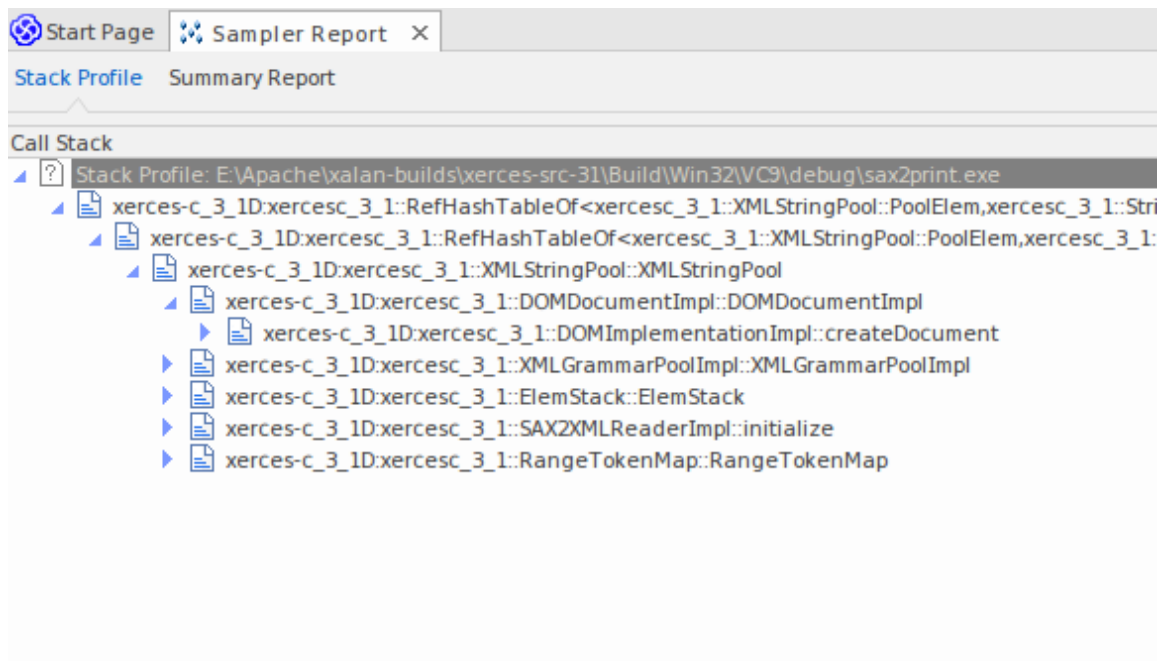 Start Page Sampler Report
Stack Profile Summary Report
Call Stack
Stack Profile: E:\Apache\xalan-builds\xerces-src-31\Build\Win32\VC9\debug\sax2print.exe
xerces-c_3_1D:xercesc_3_1::RefHashTableOf<xercesc_3_1::XMLStringPool::PoolElem,xercesc_3_1::Stri
xerces-c_3_1D:xercesc_3_1::RefHashTableOf<xercesc_3_1::XMLStringPool::PoolElem,xercesc_3_1:
xerces-c_3_1D:xercesc_3_1::XMLStringPool::XMLStringPool
xerces-c_3_1D:xercesc_3_1::DOMDocumentImpl::DOMDocumentImpl
xerces-c_3_1D:xercesc_3_1::DOMImplementationImpl::createDocument
xerces-c_3_1D:xercesc_3_1::XMLGrammarPoolImpl::XMLGrammarPoolImpl
xerces-c_3_1D:xercesc_3_1::ElemStack::ElemStack
xerces-c_3_1D:xercesc_3_1::SAX2XMLReaderImpl::initialize
xerces-c_3_1D:xercesc_3_1::RangeTokenMap::RangeTokenMap